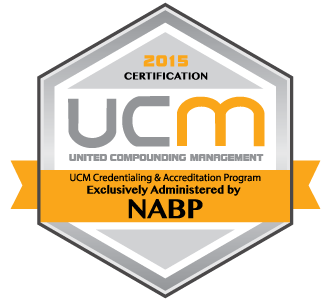 2015
CERTIFICATION
UCM
UNITED COMPOUNDING MANAGEMENT
UCM Credentialing & Accreditation Program
Exclusively Administered by
NABP